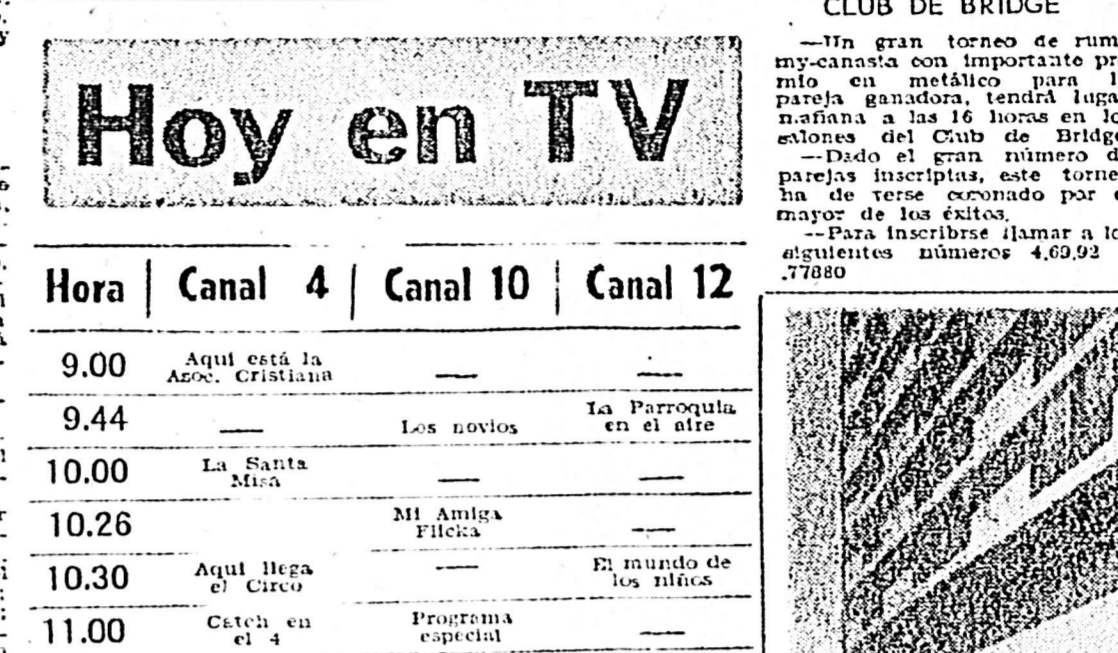 Hoy en TV
Hora Canal 4 Canal 10 Canal 12
9.00 Aquí está la — —
Asoc. Cristiana
9.44 — Los novios La Parroquia
en el aire
10.00 La Santa — —
Misa
10.26 Mi Amiga —
Flicka
10.30 Aquí llega — El mundo de
el Circo los niños
11.00 Catch en Programa —
el 4 especial
CLUB DE BRIDGE
—Un gran torneo de rum
my-canasta con importante pr
mio en metálico para l
pareja ganadora, tendrá luga
mañana a las 16 horas en lo
salones del Club de Bridge
—Dado el gran número d
parejas inscriptas, este torne
ha de verse coronado por e
mayor de los éxitos.
—Para inscribrse llamar a lo
siguientes números 4,69,92
.77880